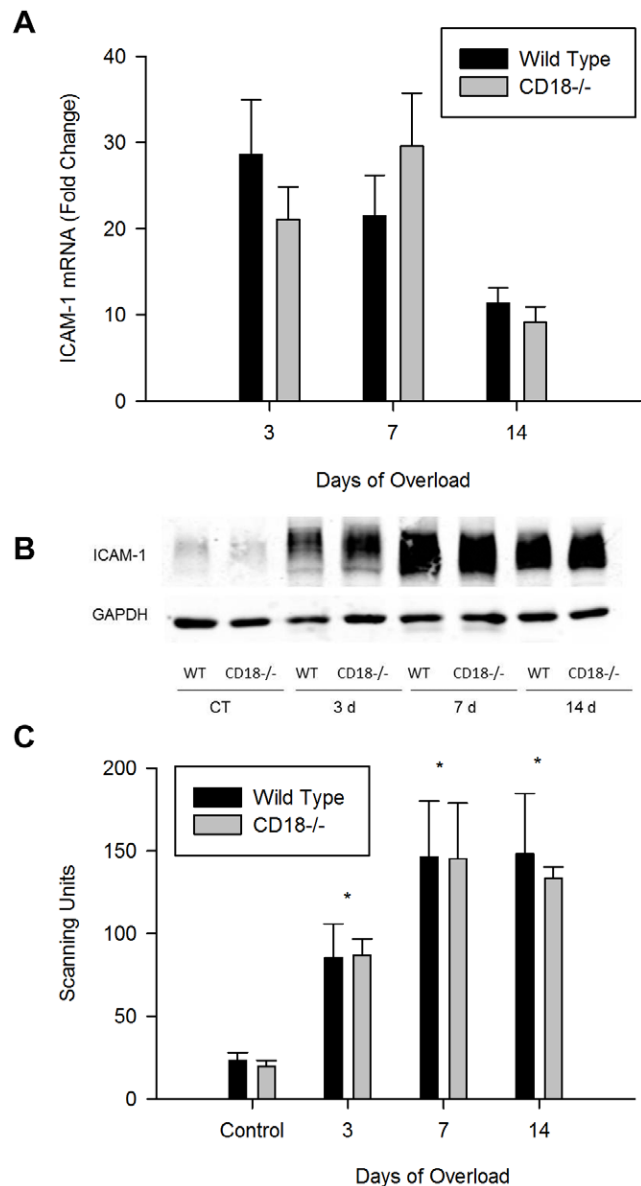 A
40
30
20
10
0
ICAM-1 mRNA (Fold Change)
Wild Type
CD18-/-
3 7 14
Days of Overload
B
ICAM-1
GAPDH
WT CD18-/- WT CD18-/- WT CD18-/- WT CD18-/-
CT 3 d 7 d 14 d
C
200
150
100
50
0
Scanning Units
Wild Type
CD18-/-
* * *
Control 3 7 14
Days of Overload